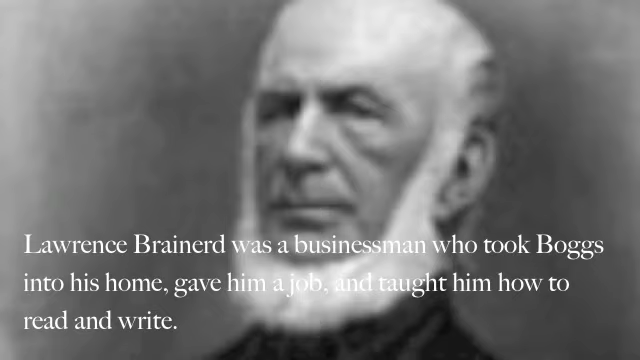 Lawrence Brainerd was a businessman who took Boggs
into his home, gave him a job, and taught him how to
read and write.